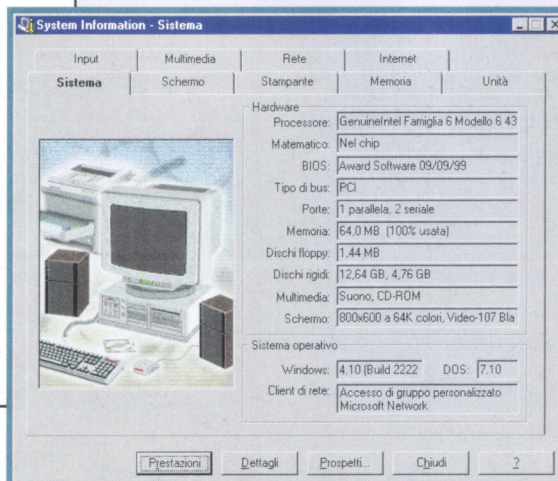 System Information - Sistema
Input Multimedia Rete Internet
Sistema Schermo Stampante Memoria Unità
Hardware
Processore: GenuineIntel Famiglia 6 Modello 6 43
Matematico: Nel chip
BIOS: Award Software 09/09/99
Tipo di bus: PCI
Porte: 1 parallela, 2 seriale
Memoria: 64,0 MB (100% usata)
Dischi floppy: 1,44 MB
Dischi rigidi: 12,64 GB, 4,76 GB
Multimedia: Suono, CD-ROM
Schermo: 800x600 a 64K colori, Video-107 Bla
Sistema operativo
Windows: 4.10 (Build 2222 DOS: 7.10
Client di rete: Accesso di gruppo personalizzato
Microsoft Network
Prestazioni Dettagli Prospetti... Chiudi ?